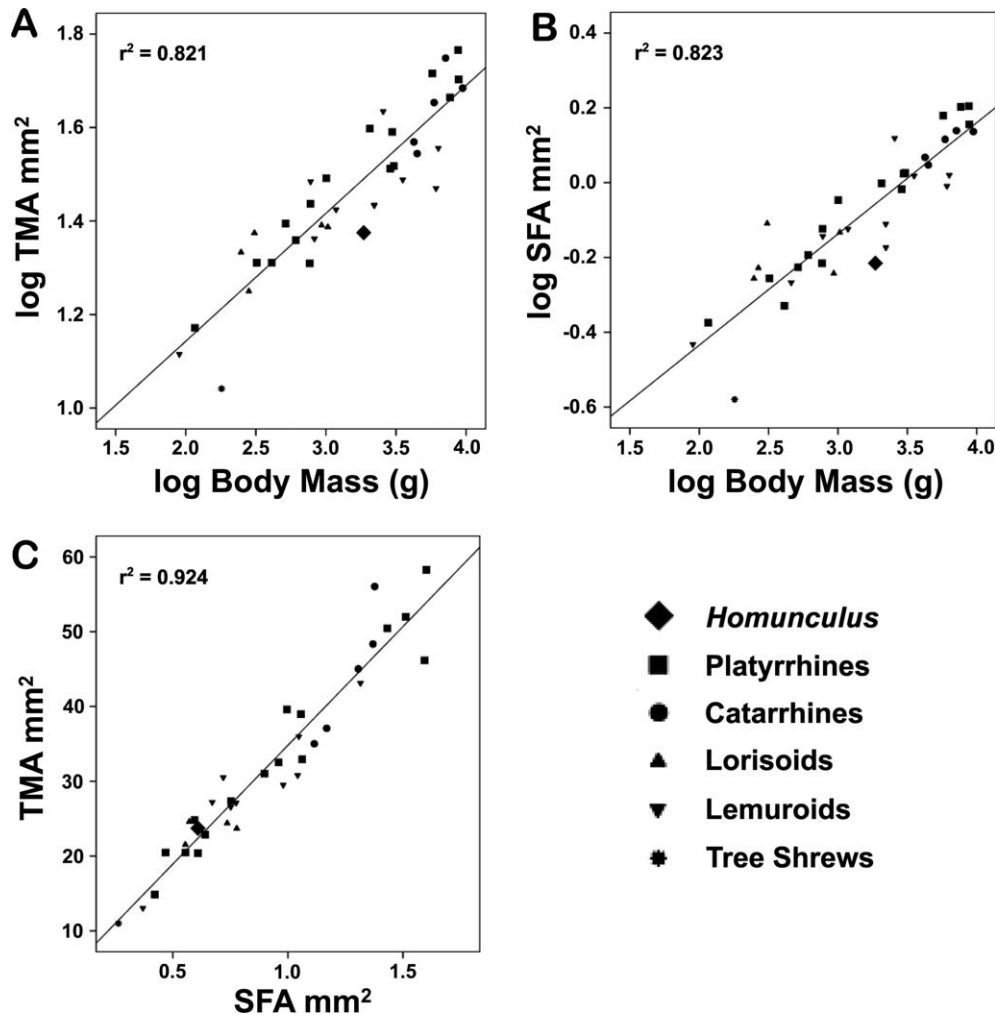 A
r² = 0.821
log TMA mm²
1.8
1.6
1.4
1.2
1.0
1.5 2.0 2.5 3.0 3.5 4.0
log Body Mass (g)
B
r² = 0.823
log SFA mm²
0.4
0.2
0.0
-0.2
-0.4
-0.6
1.5 2.0 2.5 3.0 3.5 4.0
log Body Mass (g)
C
r² = 0.924
TMA mm²
60
50
40
30
20
10
0.5 1.0 1.5
SFA mm²
Homunculus
Platyrrhines
Catarrhines
Lorisoids
Lemuroids
Tree Shrews